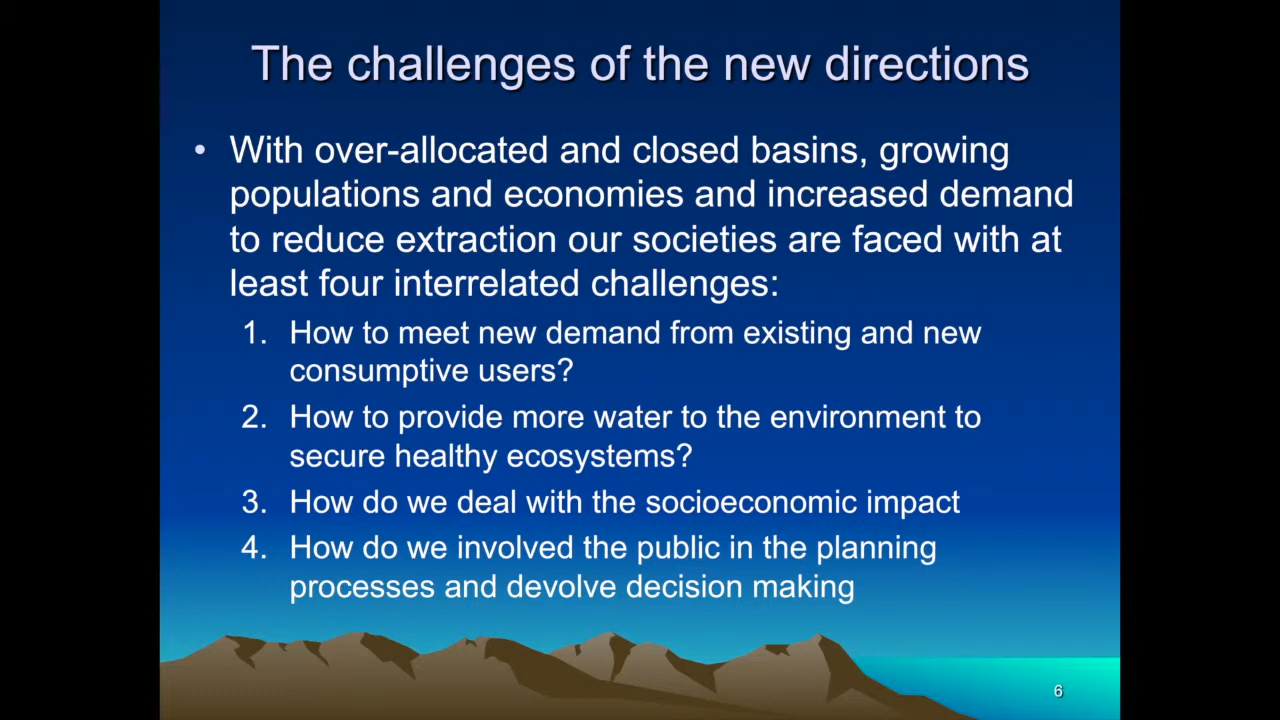 The challenges of the new directions
• With over-allocated and closed basins, growing
populations and economies and increased demand
to reduce extraction our societies are faced with at
least four interrelated challenges:
1. How to meet new demand from existing and new
consumptive users?
2. How to provide more water to the environment to
secure healthy ecosystems?
3. How do we deal with the socioeconomic impact
4. How do we involved the public in the planning
processes and devolve decision making
6